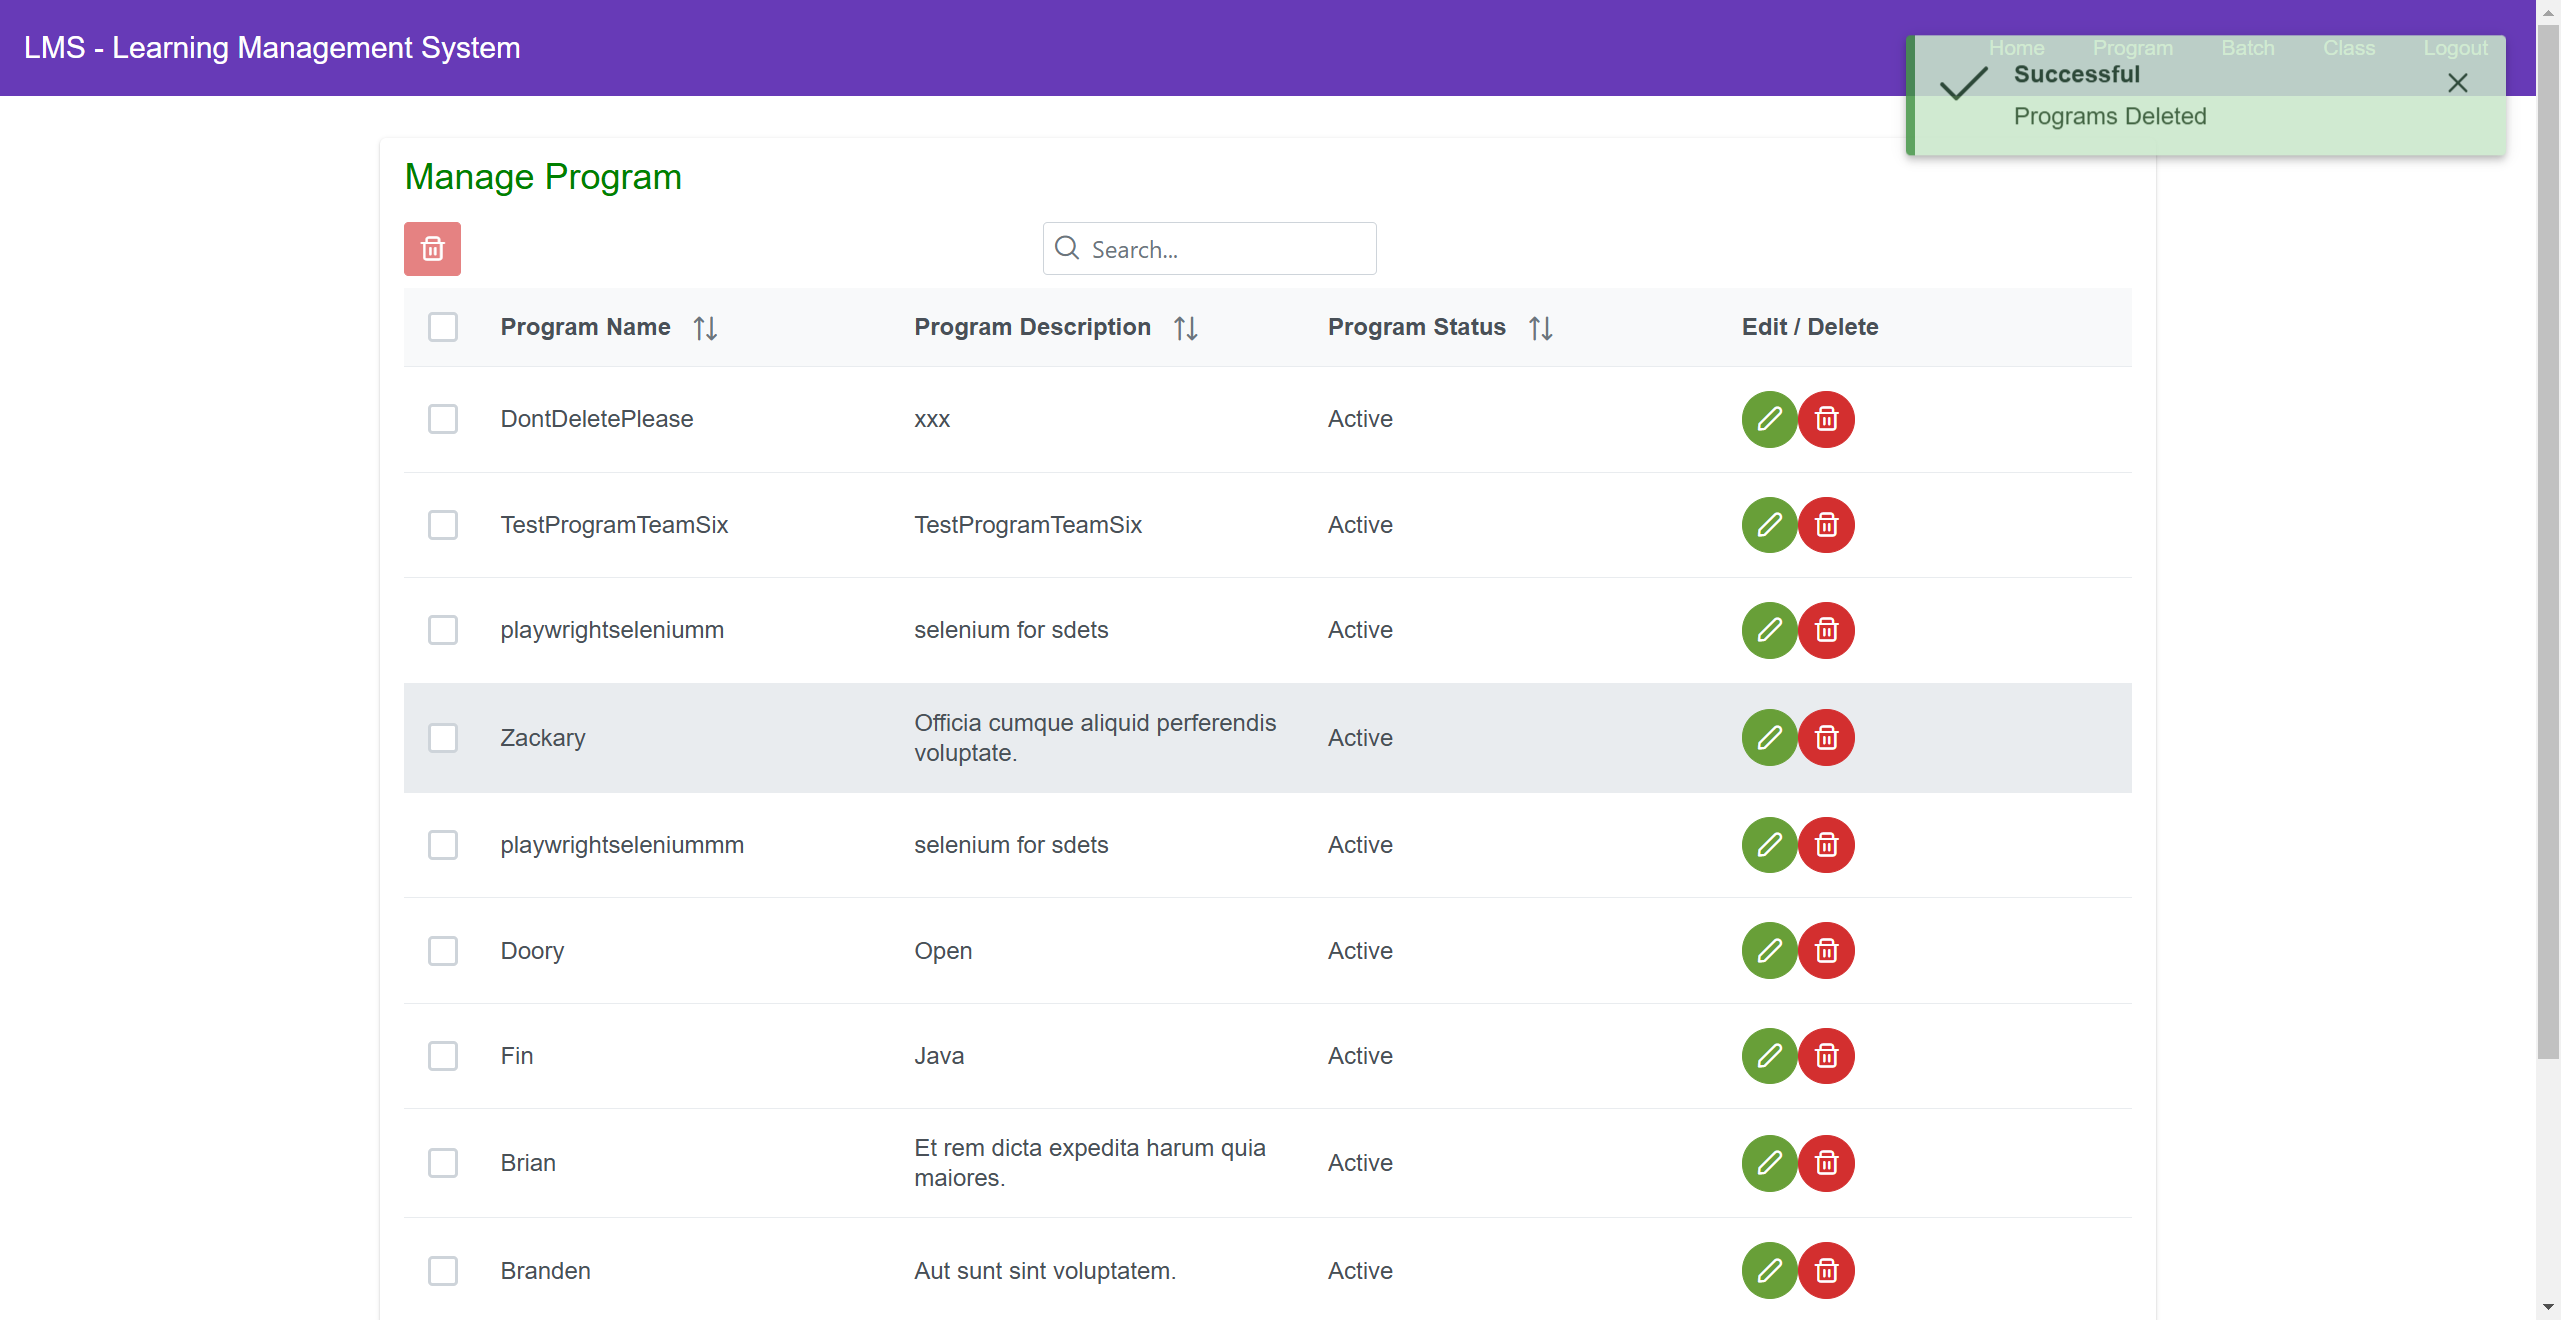 LMS - Learning Management System
Home Program Batch Class Logout
Successful
Programs Deleted
Manage Program
Search...
Program Name Program Description Program Status Edit / Delete
DontDeletePlease xxx Active
TestProgramTeamSix TestProgramTeamSix Active
playwrightseleniumm selenium for sdets Active
Zackary Officia cumque aliquid perferendis Active
voluptate.
playwrightseleniummm selenium for sdets Active
Doory Open Active
Fin Java Active
Brian Et rem dicta expedita harum quia Active
maiores.
Branden Aut sunt sint voluptatem. Active